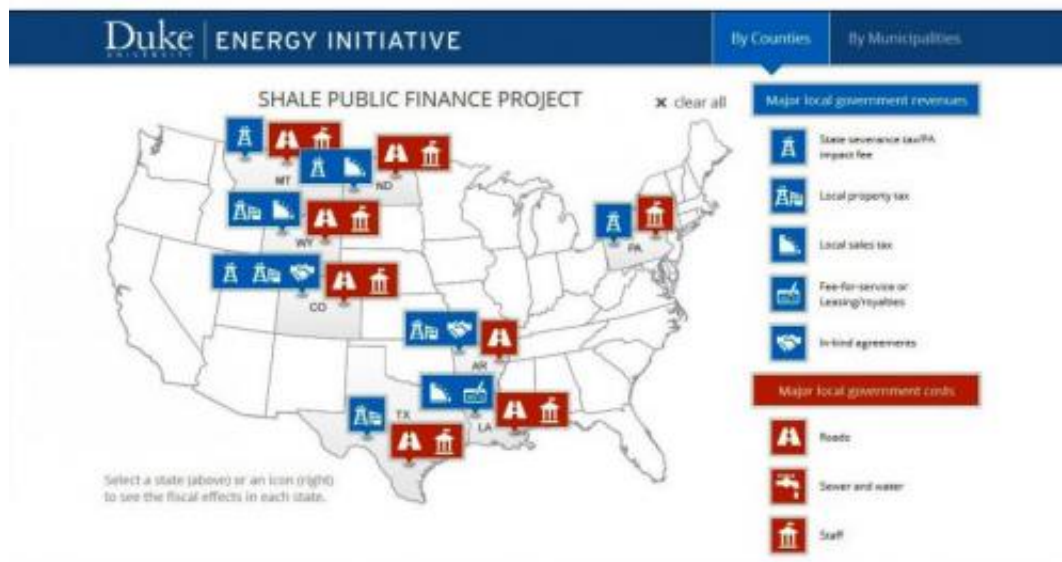 Duke
UNIVERSITY
ENERGY INITIATIVE
By Counties
By Municipalities
SHALE PUBLIC FINANCE PROJECT
× clear all
MT
ND
WY
CO
PA
AR
TX
LA
Select a state (above) or an icon (right)
to see the fiscal effects in each state.
Major local government revenues
State severance tax/PA
impact fee
Local property tax
Local sales tax
Fee-for-service or
Leasing/royalties
In-kind agreements
Major local government costs
Roads
Sewer and water
Staff